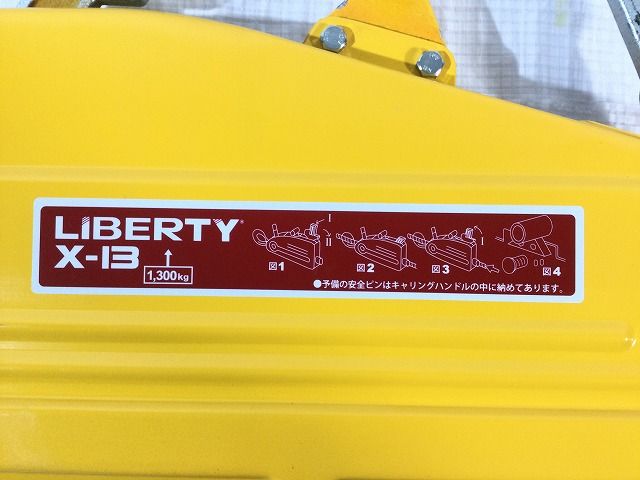 LIBERTY®
X-13
1,300kg
図1
I
II
図2
図3
I
図4
●予備の安全ピンはキャリングハンドルの中に納めてあります。